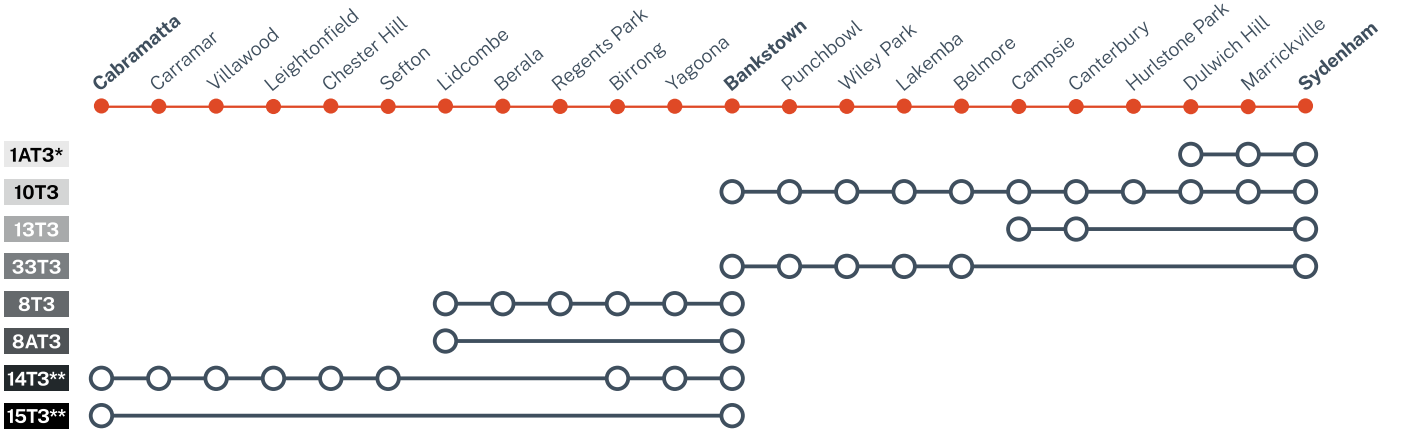 Cabramatta
Carramar
Villawood
Leightonfield
Chester Hill
Sefton
Lidcombe
Berala
Regents Park
Birrong
Yagoona
Bankstown
Punchbowl
Wiley Park
Lakemba
Belmore
Campsie
Canterbury
Hurlstone Park
Dulwich Hill
Marrickville
Sydenham
1AT3*
10T3
13T3
33T3
8T3
8AT3
14T3**
15T3**